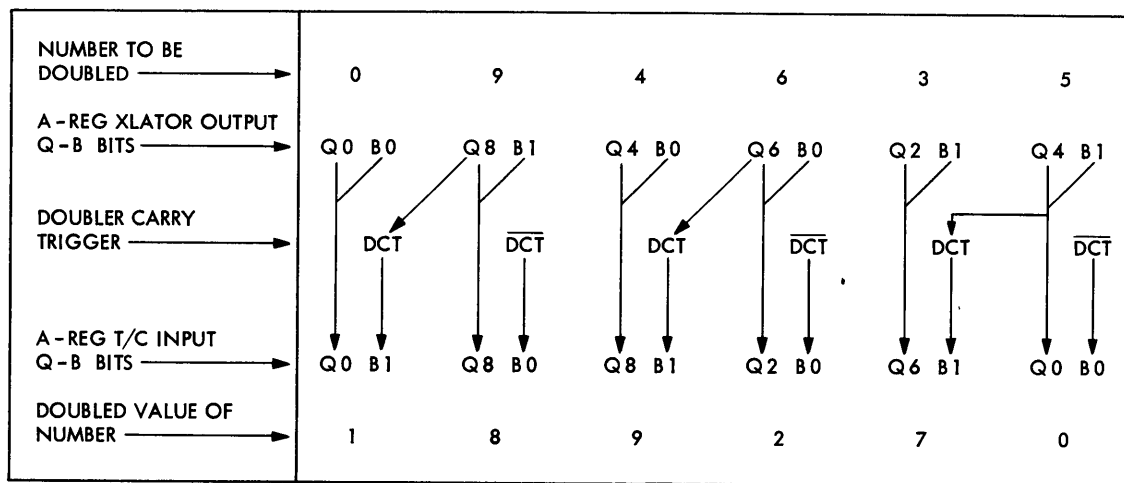 NUMBER TO BE
DOUBLED
0 9 4 6 3 5
A-REG XLATOR OUTPUT
Q-B BITS
Q0 B0 Q8 B1 Q4 B0 Q6 B0 Q2 B1 Q4 B1
DOUBLER CARRY
TRIGGER
DCT D̅C̅T̅ DCT D̅C̅T̅ DCT D̅C̅T̅
A-REG T/C INPUT
Q-B BITS
Q0 B1 Q8 B0 Q8 B1 Q2 B0 Q6 B1 Q0 B0
DOUBLED VALUE OF
NUMBER
1 8 9 2 7 0